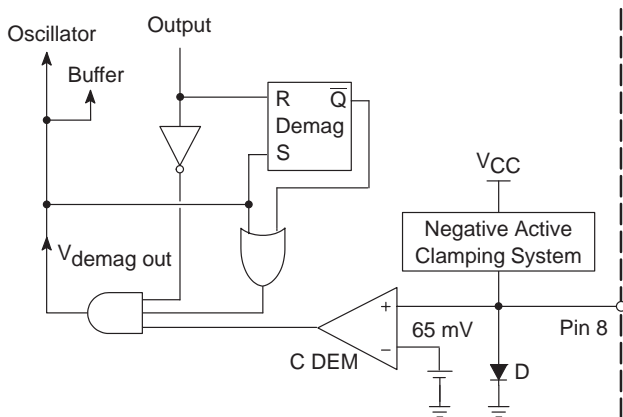 Oscillator
Output
Buffer
R Q̅
Demag
S
VCC
Negative Active
Clamping System
Vdemag out
+
65 mV
Pin 8
−
C DEM
D